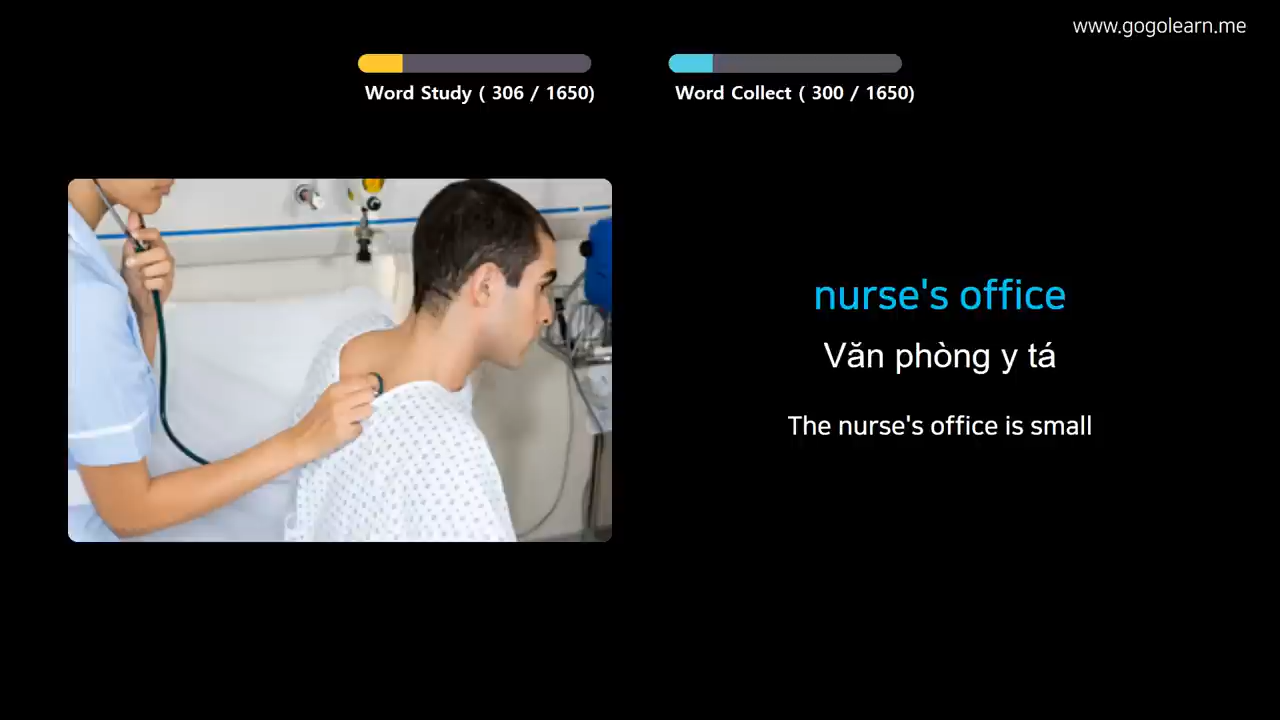 www.gogolearn.me
Word Study ( 306 / 1650)
Word Collect ( 300 / 1650)
nurse's office
Văn phòng y tá
The nurse's office is small